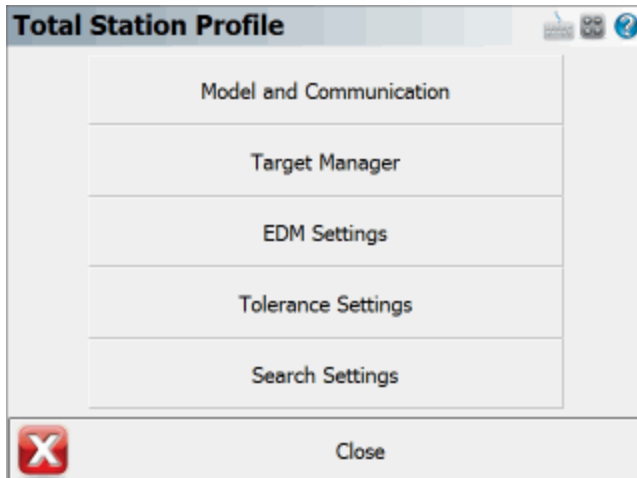 Total Station Profile
Model and Communication
Target Manager
EDM Settings
Tolerance Settings
Search Settings
Close